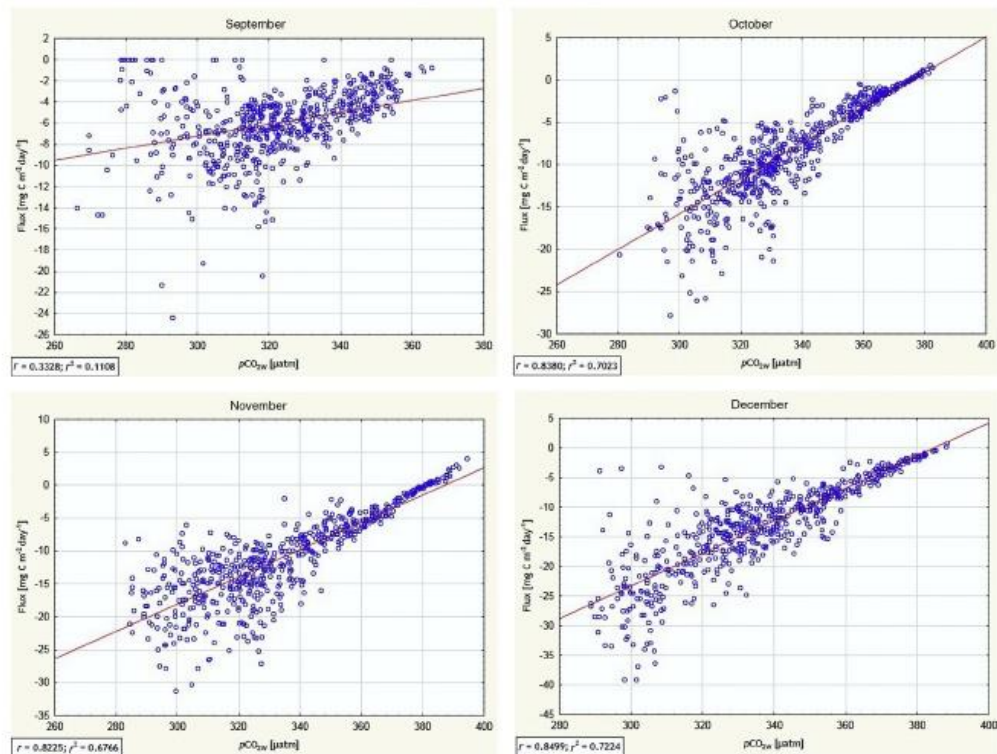 September
2
0
-2
-4
-6
-8
-10
-12
-14
-16
-18
-20
-22
-24
-26
Flux [mg C m⁻² day⁻¹]
260 280 300 320 340 360 380
pCO₂w [µatm]
r = 0.3328; r² = 0.1108
October
5
0
-5
-10
-15
-20
-25
-30
Flux [mg C m⁻² day⁻¹]
260 280 300 320 340 360 380 400
pCO₂w [µatm]
r = 0.8380; r² = 0.7023
November
10
5
0
-5
-10
-15
-20
-25
-30
-35
Flux [mg C m⁻² day⁻¹]
260 280 300 320 340 360 380 400
pCO₂w [µatm]
r = 0.8225; r² = 0.6766
December
5
0
-5
-10
-15
-20
-25
-30
-35
-40
-45
Flux [mg C m⁻² day⁻¹]
280 300 320 340 360 380 400
pCO₂w [µatm]
r = 0.8499; r² = 0.7224